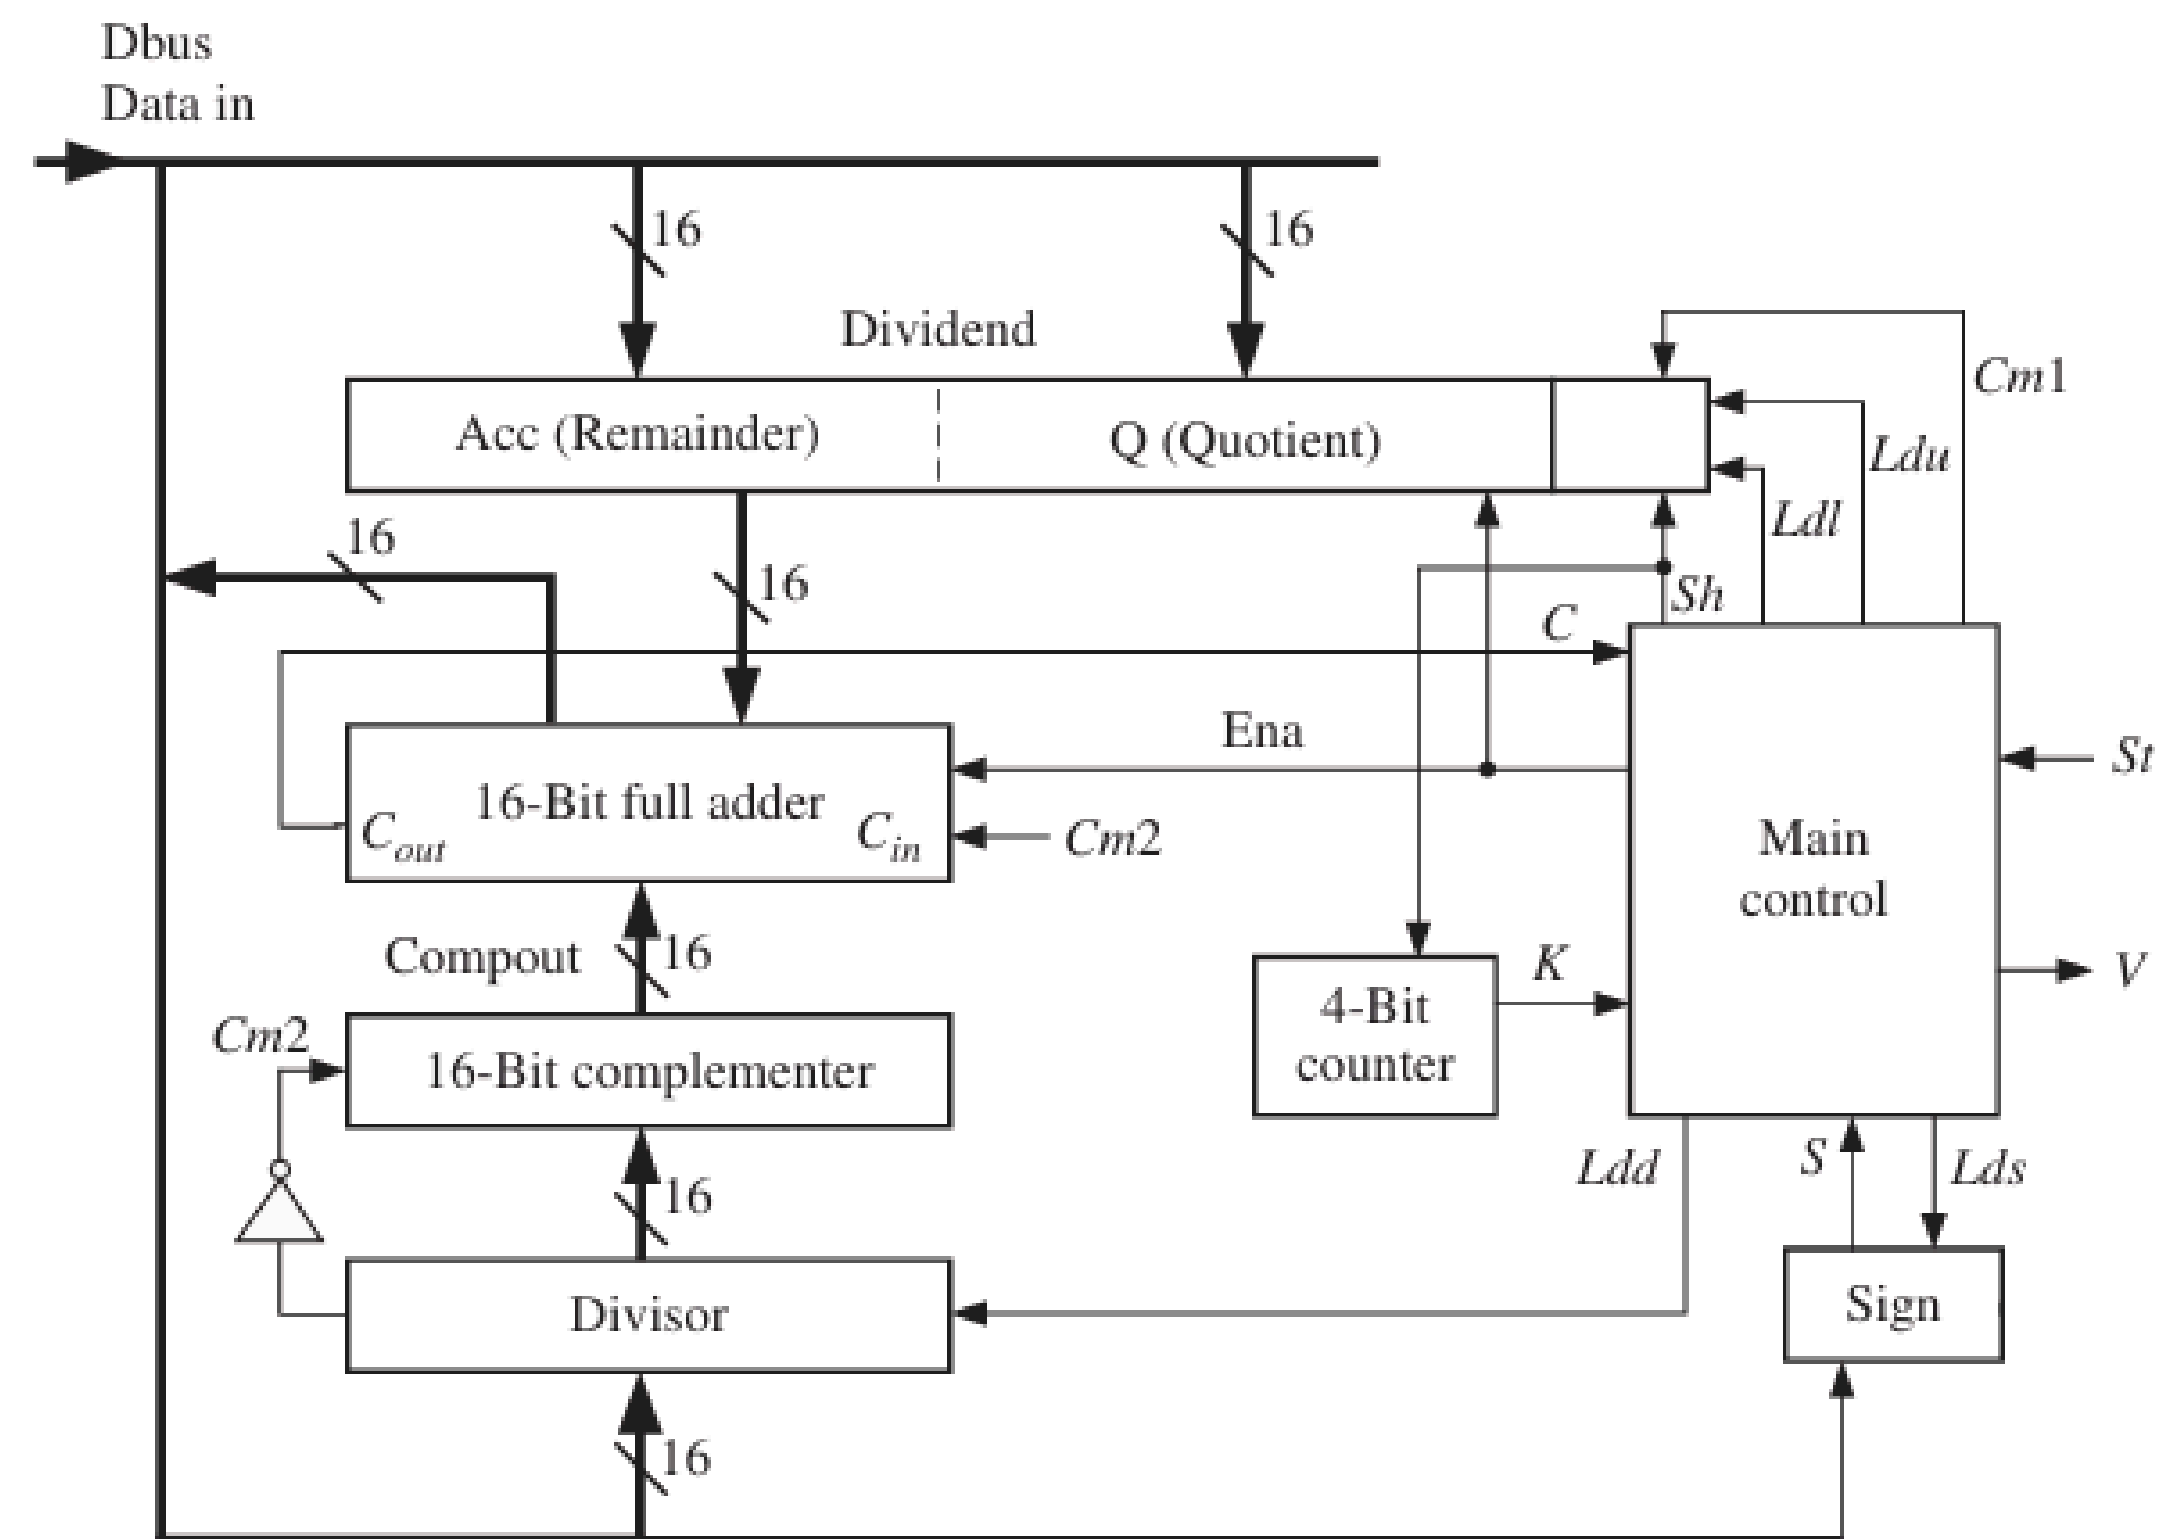 Dbus
Data in
16
16
Dividend
Cm1
Acc (Remainder)
Q (Quotient)
Ldu
Ldl
16
16
Sh
C
Ena
St
16-Bit full adder
Cout
Cin
Cm2
Main
control
Compout
16
K
V
4-Bit
counter
Cm2
16-Bit complementer
Ldd
S
Lds
16
Divisor
Sign
16